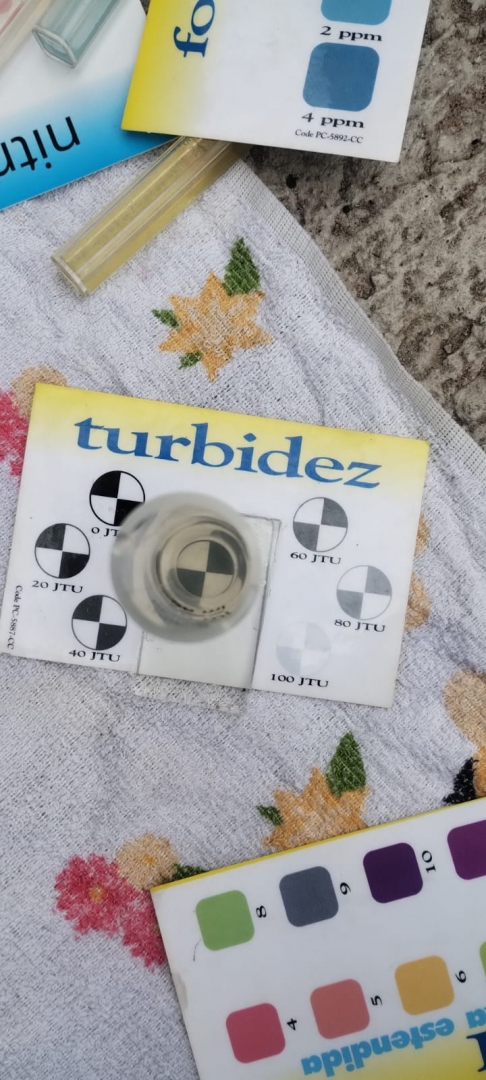 fo
2 ppm
4 ppm
Code PC-5892-CC
nitr
turbidez
0 JT
20 JTU
40 JTU
60 JTU
80 JTU
100 JTU
Code PC-5887-CC
8
9
10
4
5
6
a estendida